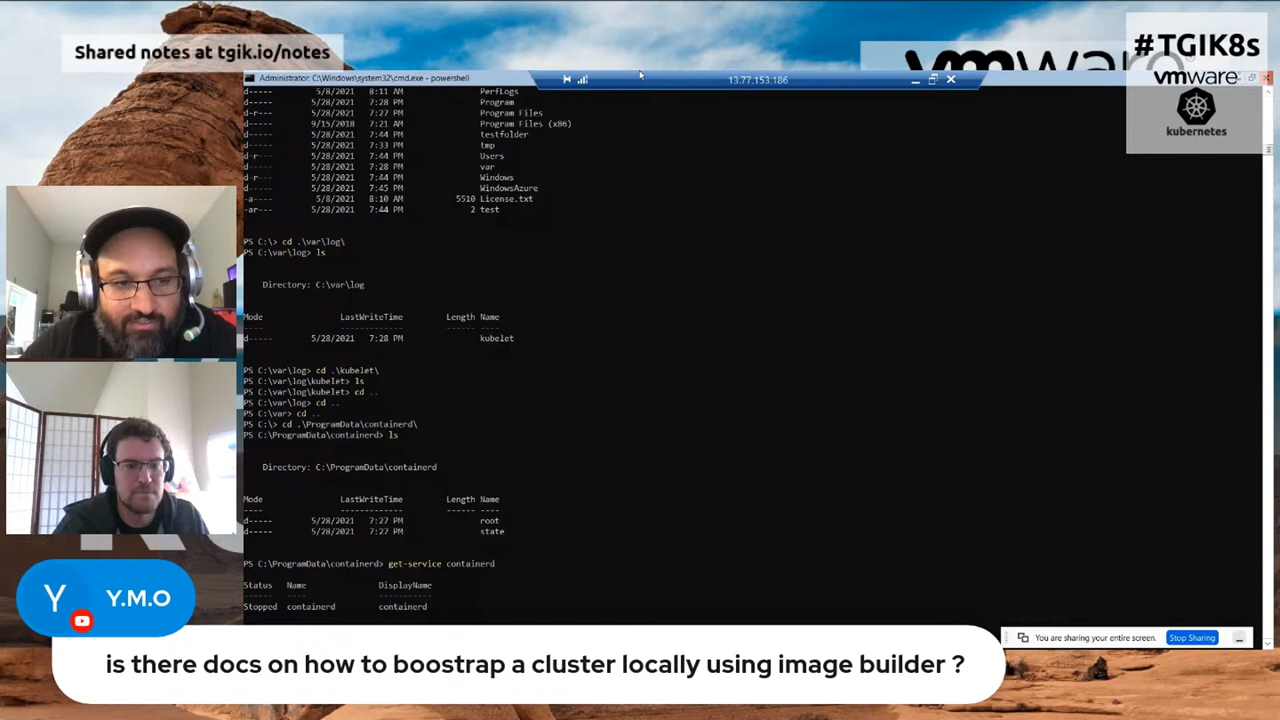 Shared notes at tgik.io/notes
#TGIK8s
vmware
kubernetes
Administrator: C:\Windows\system32\cmd.exe - powershell
13.77.153.186
d----- 5/8/2021 8:11 AM PerfLogs
d----- 5/28/2021 7:28 PM Program
d-r--- 5/28/2021 7:27 PM Program Files
d----- 9/15/2018 7:21 AM Program Files (x86)
d----- 5/28/2021 7:44 PM testfolder
d----- 5/28/2021 7:33 PM tmp
d-r--- 5/28/2021 7:44 PM Users
d----- 5/28/2021 7:28 PM var
d-r--- 5/28/2021 7:44 PM Windows
d----- 5/28/2021 7:45 PM WindowsAzure
-a---- 5/8/2021 8:10 AM 5510 License.txt
-ar--- 5/28/2021 7:44 PM 2 test
PS C:\> cd .\var\log\
PS C:\var\log> ls
Directory: C:\var\log
Mode LastWriteTime Length Name
---- ------------- ------ ----
d----- 5/28/2021 7:28 PM kubelet
PS C:\var\log> cd .\kubelet\
PS C:\var\log\kubelet> ls
PS C:\var\log\kubelet> cd ..
PS C:\var\log> cd ..
PS C:\var> cd ..
PS C:\> cd .\ProgramData\containerd\
PS C:\ProgramData\containerd> ls
Directory: C:\ProgramData\containerd
Mode LastWriteTime Length Name
---- ------------- ------ ----
d----- 5/28/2021 7:27 PM root
d----- 5/28/2021 7:27 PM state
PS C:\ProgramData\containerd> get-service containerd
Status Name DisplayName
------ ---- -----------
Stopped containerd containerd
You are sharing your entire screen.
Stop Sharing
Y
Y.M.O
is there docs on how to boostrap a cluster locally using image builder ?